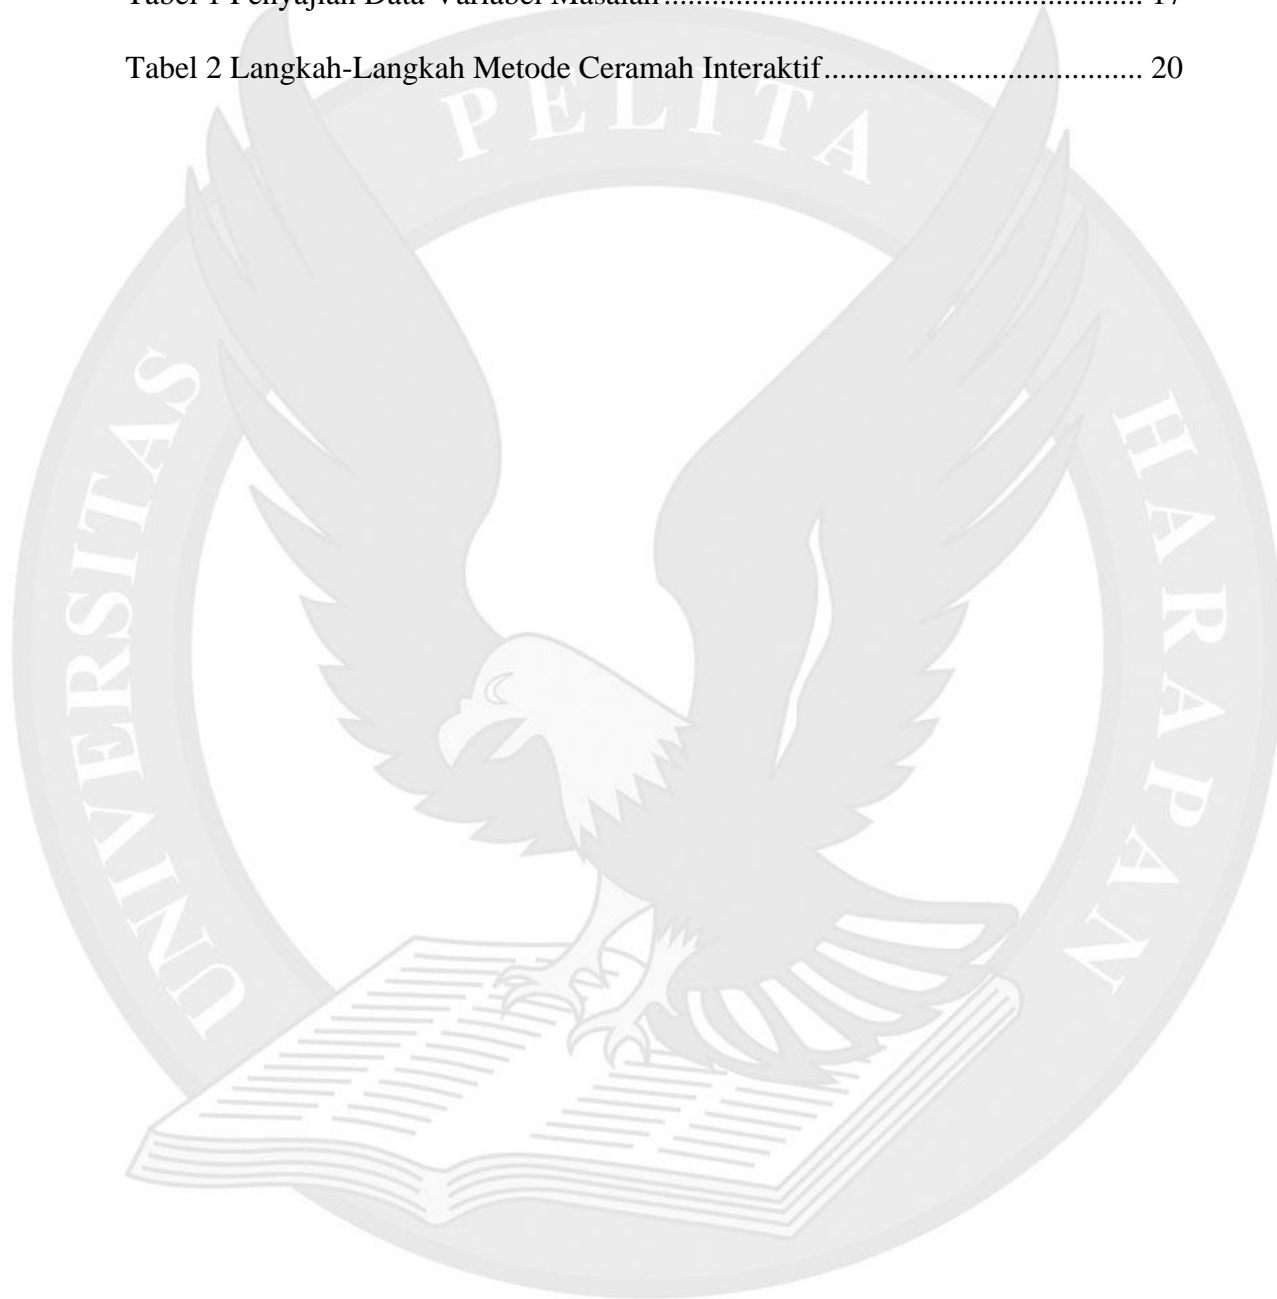 Tabel 1 Penyajian Data Variabel Masalah............................................................. 17
Tabel 2 Langkah-Langkah Metode Ceramah Interaktif........................................ 20
UNIVERSITAS PELITA HARAPAN